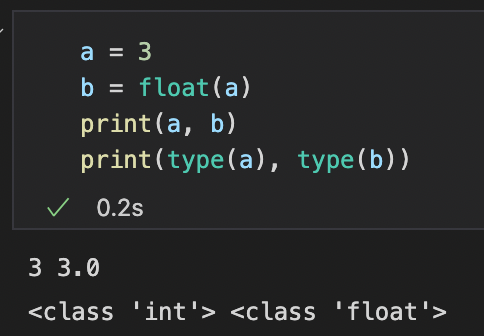 a = 3
b = float(a)
print(a, b)
print(type(a), type(b))
0.2s
3 3.0
<class 'int'> <class 'float'>